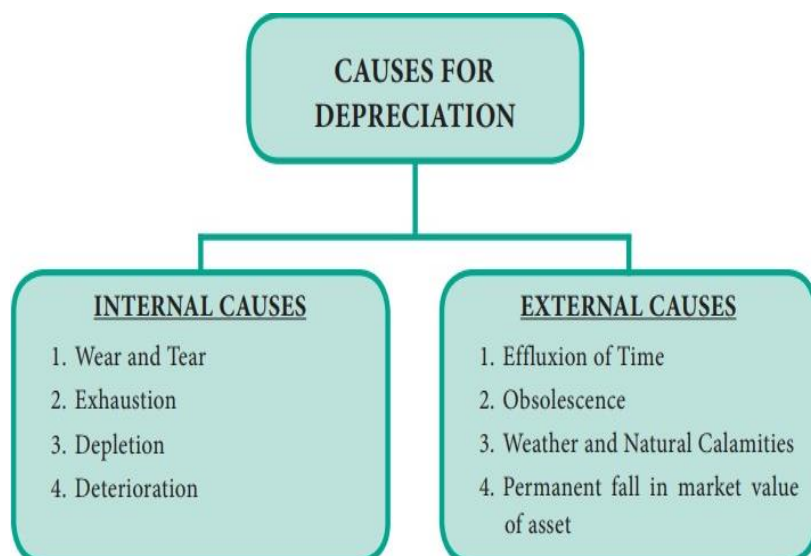 CAUSES FOR
DEPRECIATION
INTERNAL CAUSES
1. Wear and Tear
2. Exhaustion
3. Depletion
4. Deterioration
EXTERNAL CAUSES
1. Effluxion of Time
2. Obsolescence
3. Weather and Natural Calamities
4. Permanent fall in market value
of asset